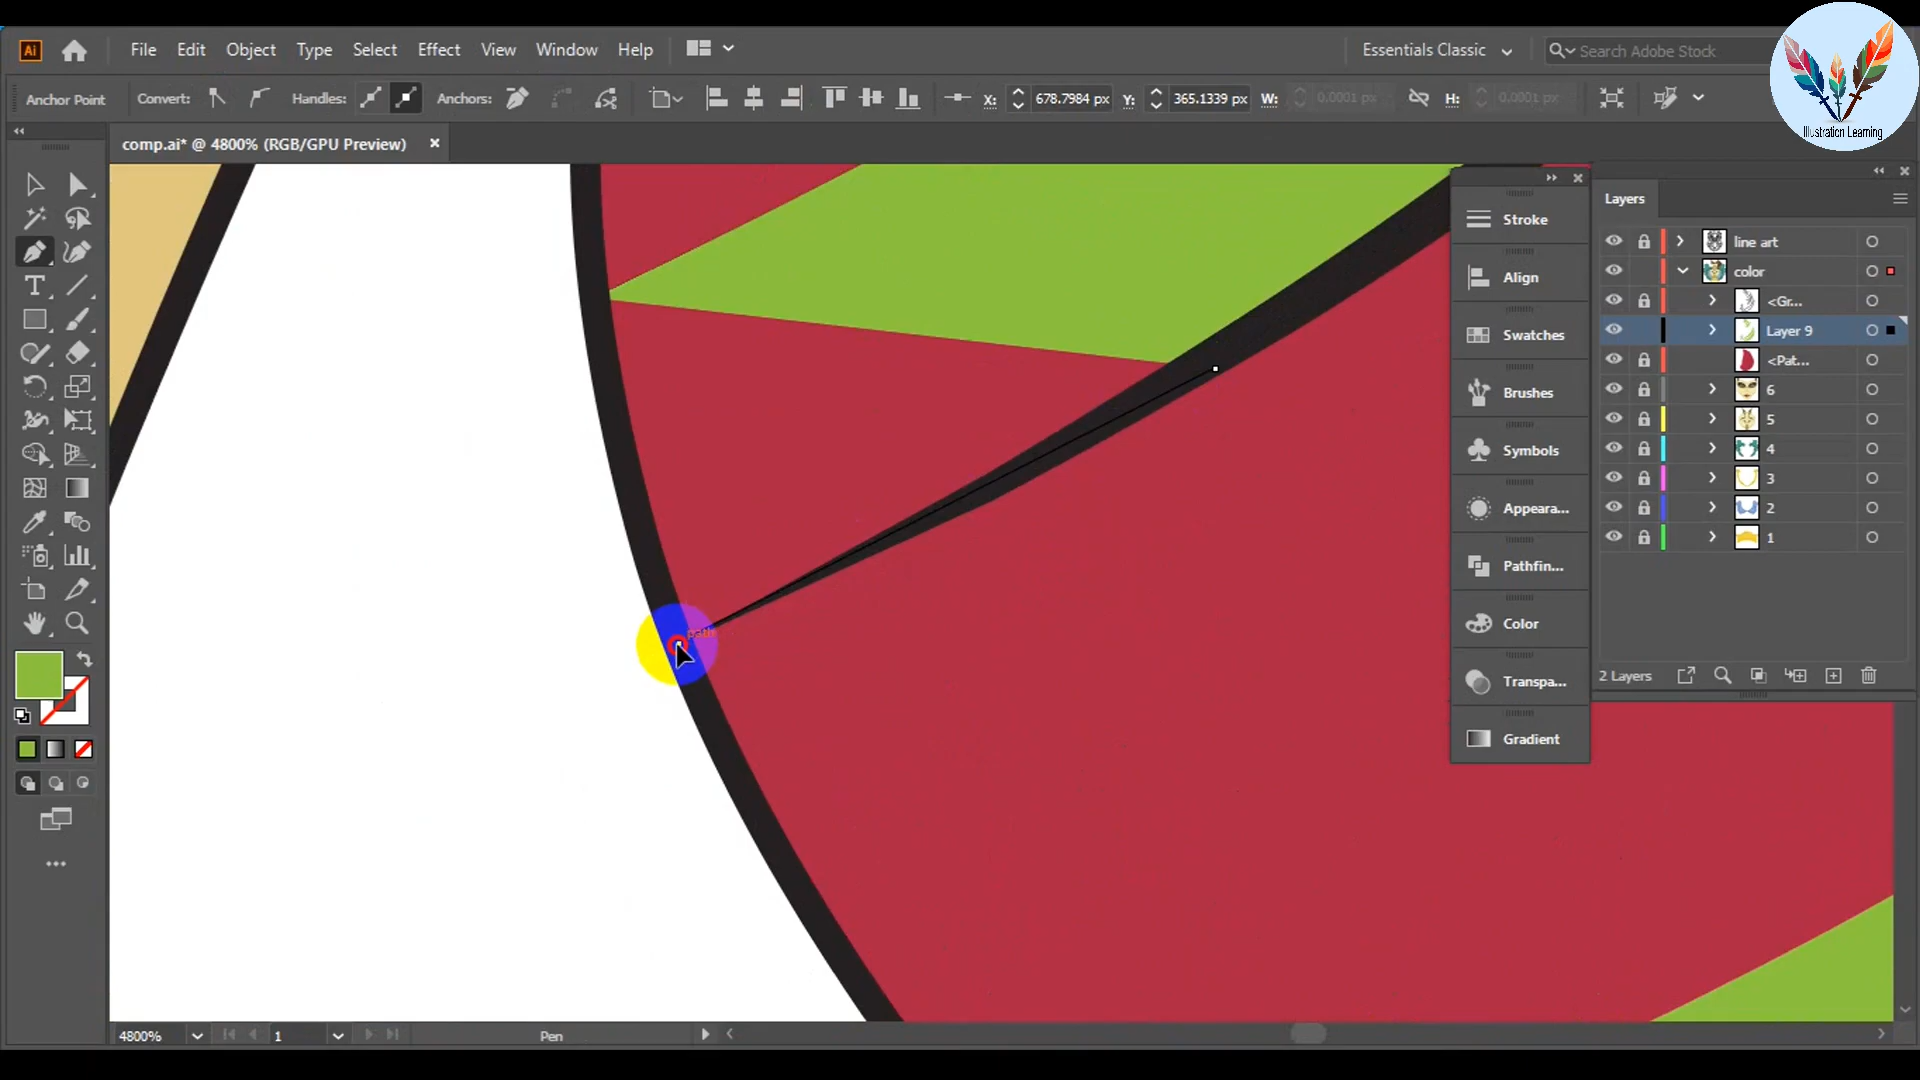 Ai File Edit Object Type Select Effect View Window Help Essentials Classic Search Adobe Stock
Illustration Learning
Anchor Point Convert: Handles: Anchors: X: 678.7984 px Y: 365.1339 px W: 0.0001 px H: 0.0001 px
comp.ai* @ 4800% (RGB/GPU Preview)
Layers
Stroke
Align
Swatches
Brushes
Symbols
Appeara...
Pathfin...
Color
Transpa...
Gradient
line art
color
<Gr...
Layer 9
<Pat...
6
5
4
3
2
1
2 Layers
path
4800% 1 Pen